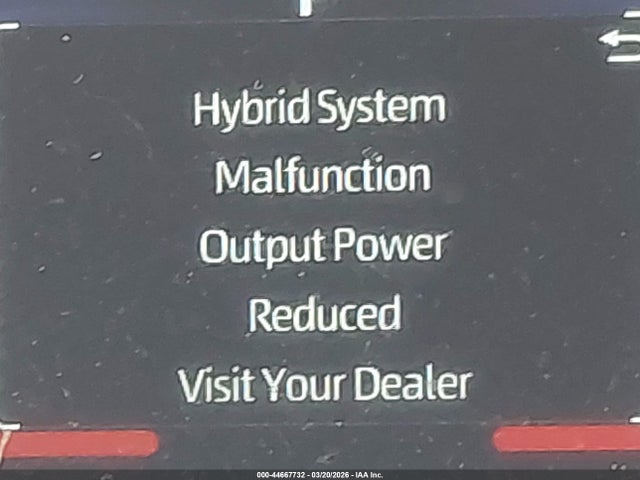 Hybrid System
Malfunction
Output Power
Reduced
Visit Your Dealer
000-44667732 - 03/20/2026 - IAA Inc.